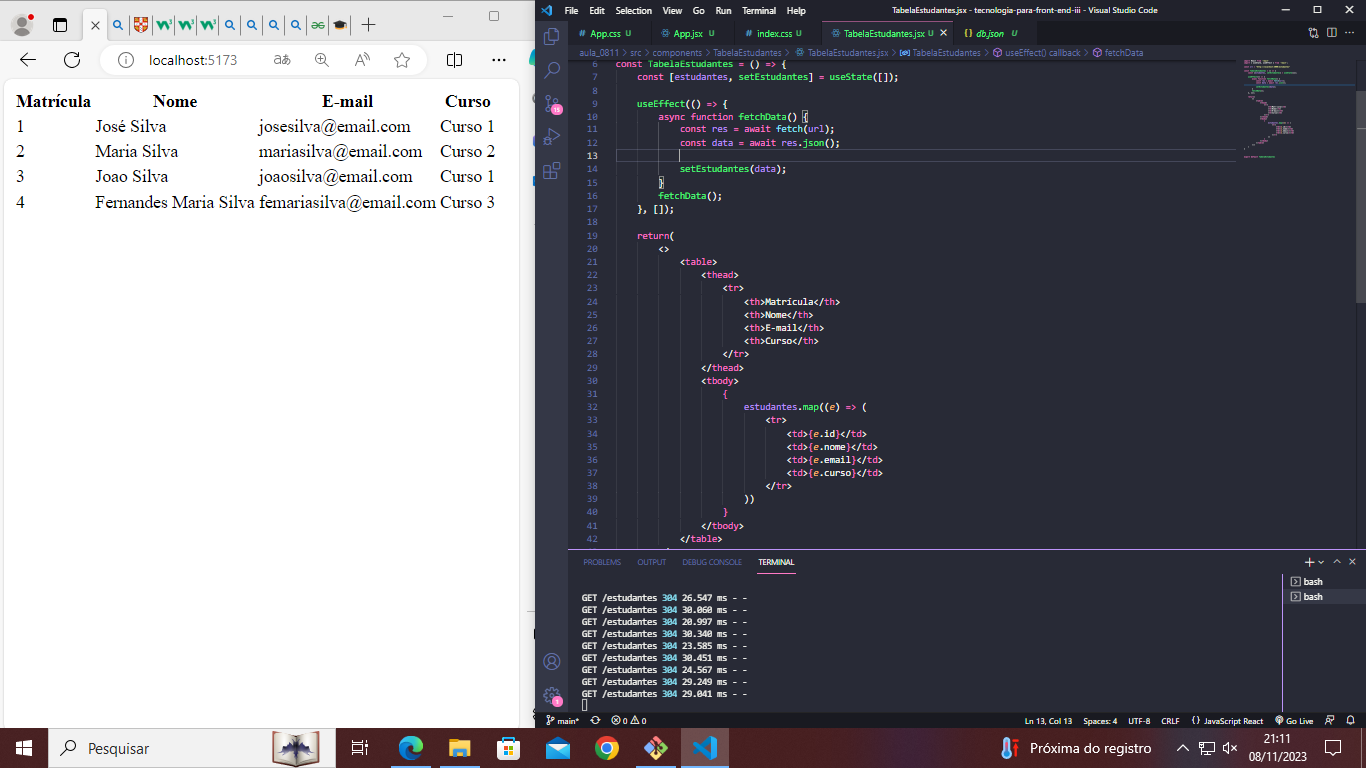 localhost:5173
Matrícula Nome E-mail Curso
1 José Silva josesilva@email.com Curso 1
2 Maria Silva mariasilva@email.com Curso 2
3 Joao Silva joaosilva@email.com Curso 1
4 Fernandes Maria Silva femariasilva@email.com Curso 3
File Edit Selection View Go Run Terminal Help TabelaEstudantes.jsx - tecnologia-para-front-end-iii - Visual Studio Code
# App.css U App.jsx U # index.css U TabelaEstudantes.jsx U {} db.json U
aula_0811 > src > components > TabelaEstudantes > TabelaEstudantes.jsx > TabelaEstudantes > useEffect() callback > fetchData
6 const TabelaEstudantes = () => {
7 const [estudantes, setEstudantes] = useState([]);
8
9 useEffect(() => {
10 async function fetchData() {
11 const res = await fetch(url);
12 const data = await res.json();
13
14 setEstudantes(data);
15 }
16 fetchData();
17 }, []);
18
19 return(
20 <>
21 <table>
22 <thead>
23 <tr>
24 <th>Matrícula</th>
25 <th>Nome</th>
26 <th>E-mail</th>
27 <th>Curso</th>
28 </tr>
29 </thead>
30 <tbody>
31 {
32 estudantes.map((e) => (
33 <tr>
34 <td>{e.id}</td>
35 <td>{e.nome}</td>
36 <td>{e.email}</td>
37 <td>{e.curso}</td>
38 </tr>
39 ))
40 }
41 </tbody>
42 </table>
PROBLEMS OUTPUT DEBUG CONSOLE TERMINAL
GET /estudantes 304 26.547 ms - -
GET /estudantes 304 30.060 ms - -
GET /estudantes 304 20.997 ms - -
GET /estudantes 304 30.340 ms - -
GET /estudantes 304 23.585 ms - -
GET /estudantes 304 30.451 ms - -
GET /estudantes 304 24.567 ms - -
GET /estudantes 304 29.249 ms - -
GET /estudantes 304 29.041 ms - -
bash
bash
15
1
main* 0 0 Ln 13, Col 13 Spaces: 4 UTF-8 CRLF {} JavaScript React Go Live
Pesquisar
Próxima do registro
21:11
08/11/2023